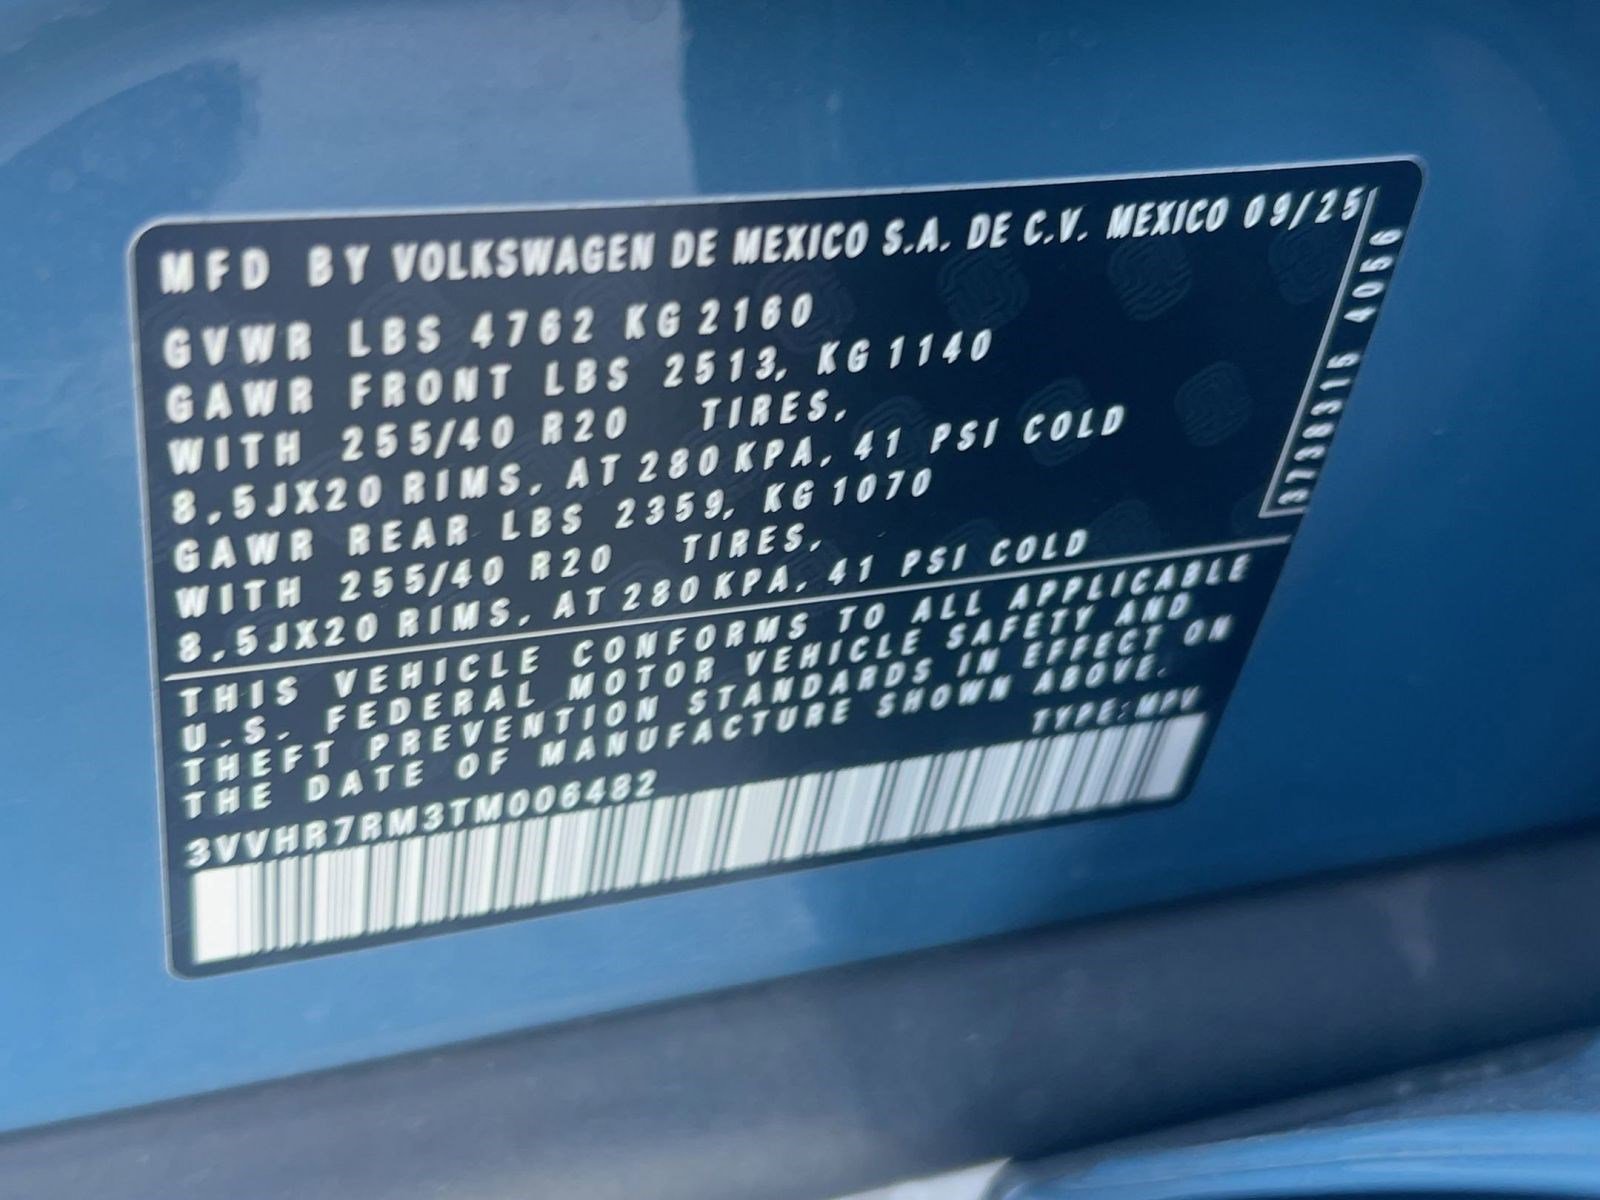 MFD BY VOLKSWAGEN DE MEXICO S.A. DE C.V. MEXICO 09/25
GVWR LBS 4762 KG 2160
GAWR FRONT LBS 2513, KG 1140
WITH 255/40 R20 TIRES,
8.5JX20 RIMS, AT 280 KPA, 41 PSI COLD
GAWR REAR LBS 2359, KG 1070
WITH 255/40 R20 TIRES,
8.5JX20 RIMS, AT 280 KPA, 41 PSI COLD
THIS VEHICLE CONFORMS TO ALL APPLICABLE
U.S. FEDERAL MOTOR VEHICLE SAFETY AND
THEFT PREVENTION STANDARDS IN EFFECT ON
THE DATE OF MANUFACTURE SHOWN ABOVE.
TYPE: MPV
3VVHR7RM3TM006482
3738315 4056